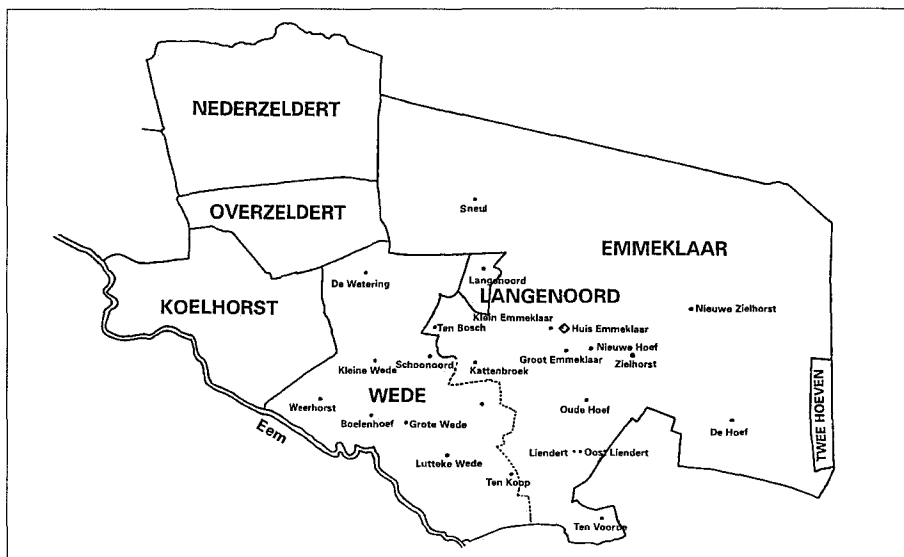 NEDERZELDERT
OVERZELDERT
Sneul
EMMEKLAAR
De Wetering
Langenoord
KOELHORST
LANGENOORD
Nieuwe Zielhorst
Klein Emmeklaar
Ten Bosch
Huis Emmeklaar
Nieuwe Hoef
Groot Emmeklaar
Zielhorst
Schoonoord
Kleine Wede
Kattenbroek
WEDE
Weerhorst
Oude Hoef
TWEE HOEVEN
Boelenhoef
Grote Wede
De Hoef
Eem
Liendert
Oost Liendert
Lutteke Wede
Ten Koop
Ten Voorde